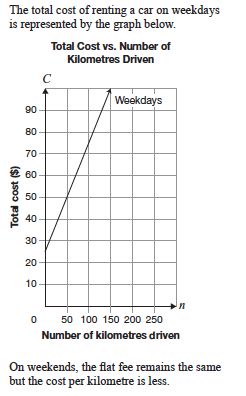 The total cost of renting a car on weekdays
is represented by the graph below.
Total Cost vs. Number of
Kilometres Driven
C
Weekdays
90
80
70
60
50
40
30
20
10
Total cost ($)
n
0 50 100 150 200 250
Number of kilometres driven
On weekends, the flat fee remains the same
but the cost per kilometre is less.